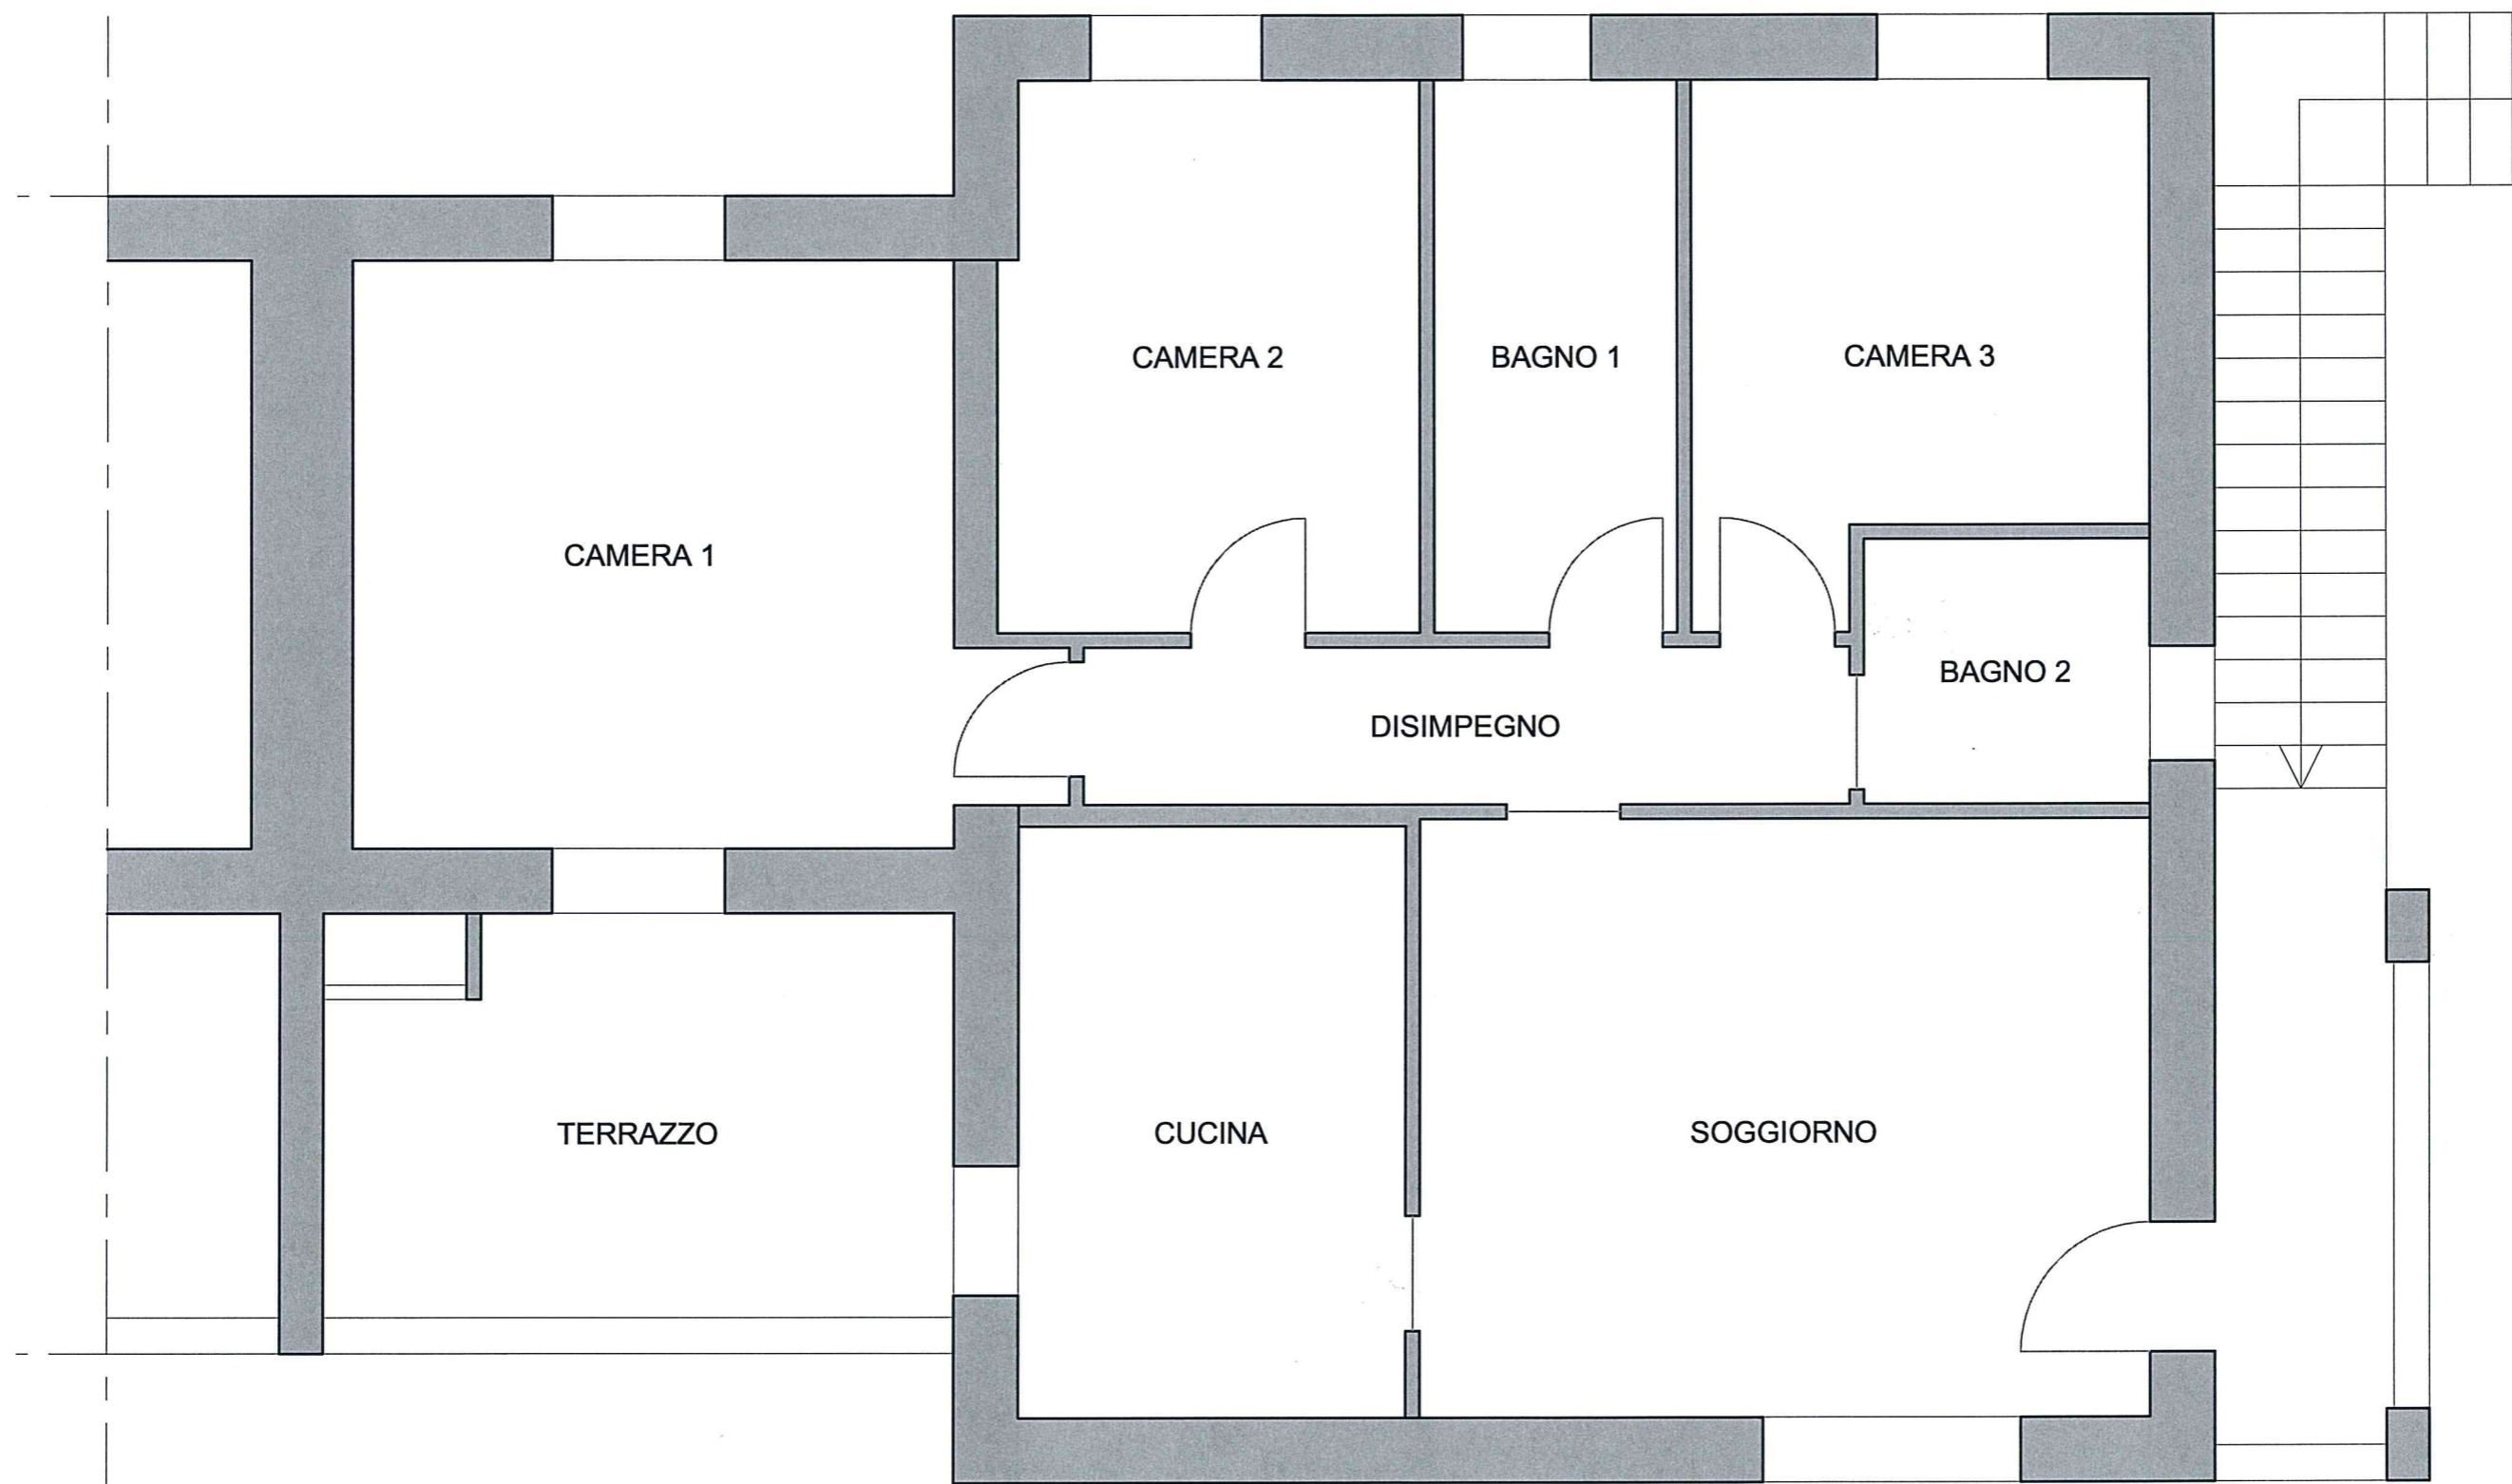 CAMERA 2
BAGNO 1
CAMERA 3
CAMERA 1
BAGNO 2
DISIMPEGNO
TERRAZZO
CUCINA
SOGGIORNO